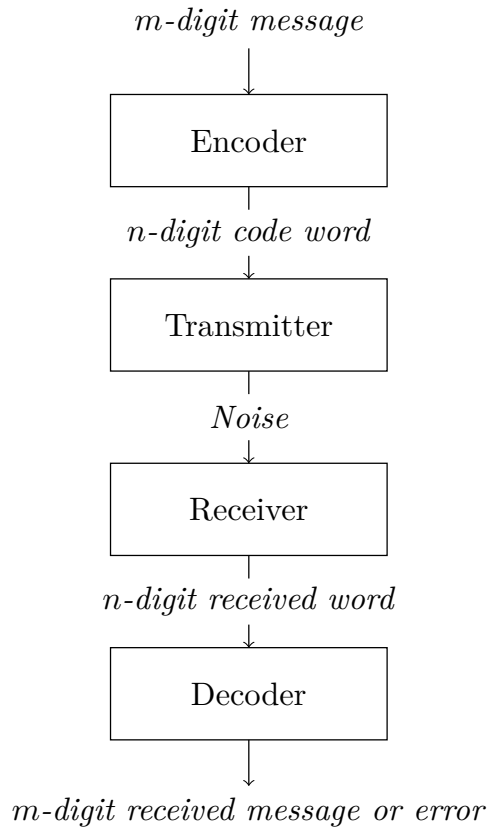 m-digit message
Encoder
n-digit code word
Transmitter
Noise
Receiver
n-digit received word
Decoder
m-digit received message or error